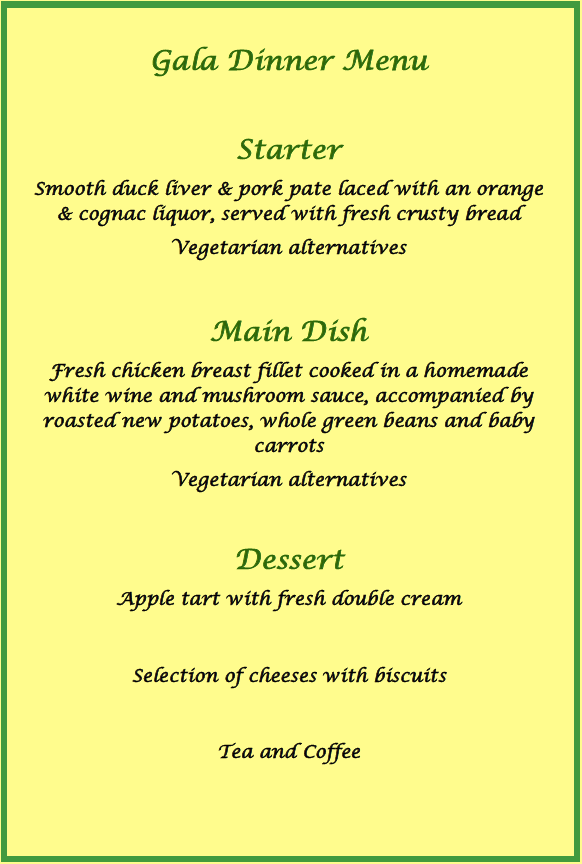 Gala Dinner Menu
Starter
Smooth duck liver & pork pate laced with an orange
& cognac liquor, served with fresh crusty bread
Vegetarian alternatives
Main Dish
Fresh chicken breast fillet cooked in a homemade
white wine and mushroom sauce, accompanied by
roasted new potatoes, whole green beans and baby
carrots
Vegetarian alternatives
Dessert
Apple tart with fresh double cream
Selection of cheeses with biscuits
Tea and Coffee